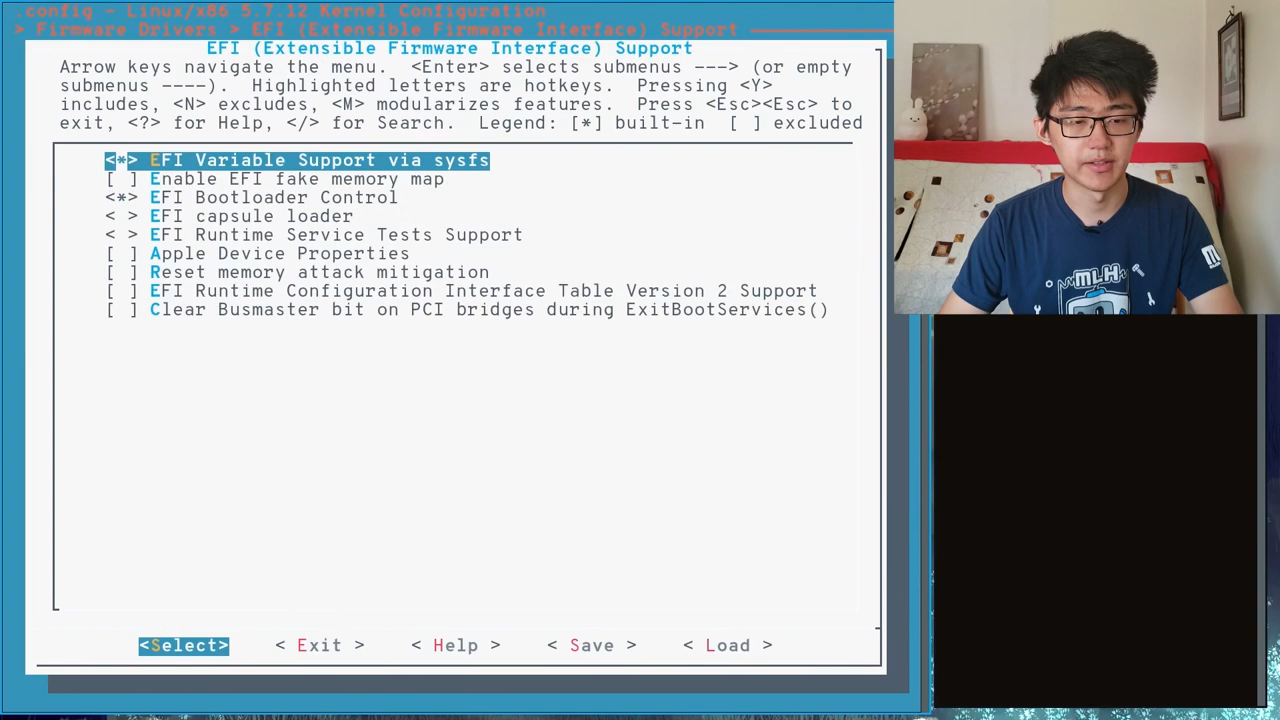 .config - Linux/x86 5.7.12 Kernel Configuration
> Firmware Drivers > EFI (Extensible Firmware Interface) Support
EFI (Extensible Firmware Interface) Support
Arrow keys navigate the menu.  <Enter> selects submenus ---> (or empty
submenus ----).  Highlighted letters are hotkeys.  Pressing <Y>
includes, <N> excludes, <M> modularizes features.  Press <Esc><Esc> to
exit, <?> for Help, </> for Search.  Legend: [*] built-in  [ ] excluded
<*> EFI Variable Support via sysfs
[ ] Enable EFI fake memory map
<*> EFI Bootloader Control
< > EFI capsule loader
< > EFI Runtime Service Tests Support
[ ] Apple Device Properties
[ ] Reset memory attack mitigation
[ ] EFI Runtime Configuration Interface Table Version 2 Support
[ ] Clear Busmaster bit on PCI bridges during ExitBootServices()
<Select>    < Exit >    < Help >    < Save >    < Load >
MLH
M